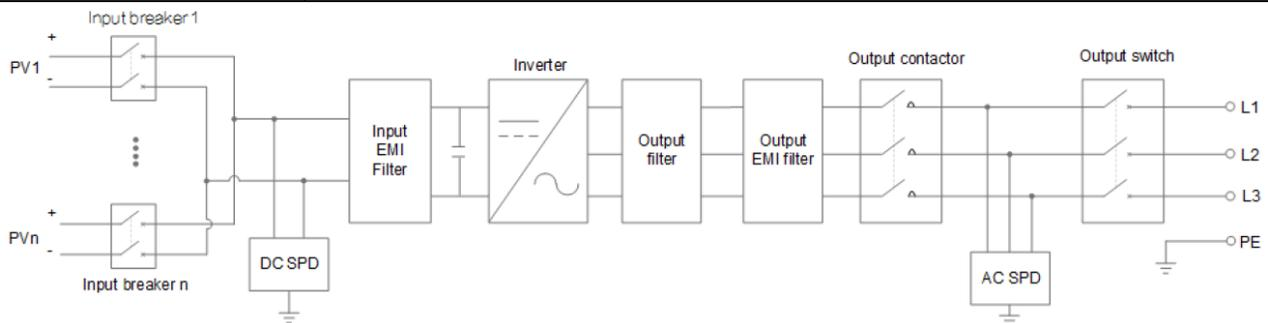 Input breaker 1
+
PV1
-
Input
EMI
Filter
Inverter
Output
filter
Output
EMI filter
Output contactor
Output switch
L1
L2
L3
PE
+
PVn
-
Input breaker n
DC SPD
AC SPD